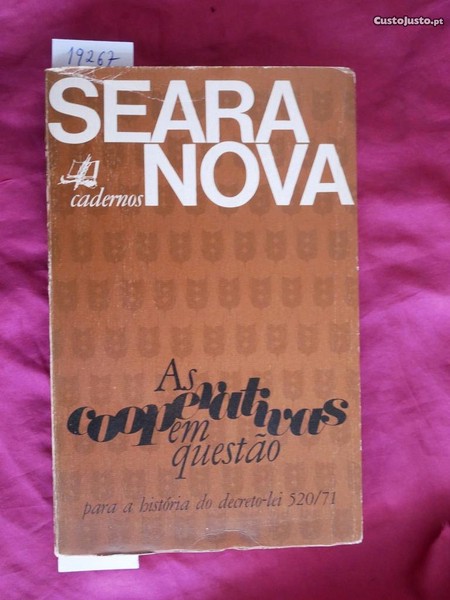 CustoJusto.pt
19267
SEARA
NOVA
cadernos
As
cooperativas
em
questão
para a história do decreto-lei 520/71